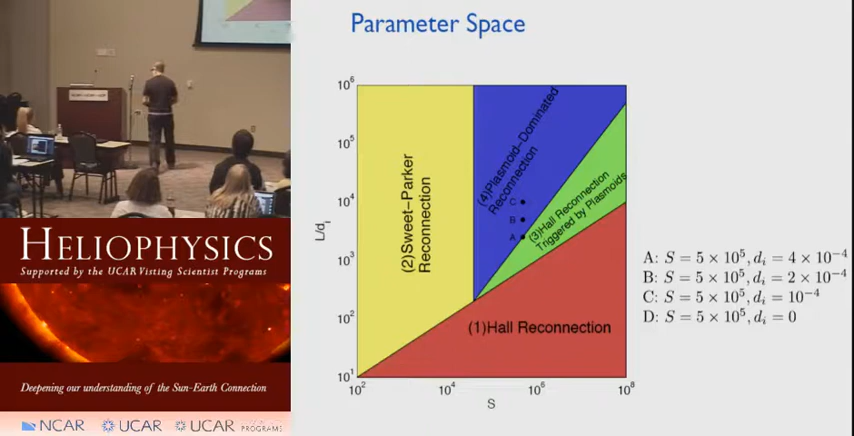 Parameter Space
10^6
10^5
10^4
10^3
10^2
10^1
L/d_i
10^2
10^4
10^6
10^8
S
(2)Sweet-Parker
Reconnection
(4)Plasmoid-Dominated
Reconnection
C
B
A
(3)Hall Reconnection
Triggered by Plasmoids
(1)Hall Reconnection
A: S = 5 × 10^5, d_i = 4 × 10^−4
B: S = 5 × 10^5, d_i = 2 × 10^−4
C: S = 5 × 10^5, d_i = 10^−4
D: S = 5 × 10^5, d_i = 0
HELIOPHYSICS
Supported by the UCAR Visting Scientist Programs
Deepening our understanding of the Sun-Earth Connection
NCAR UCAR UCAR PROGRAMS